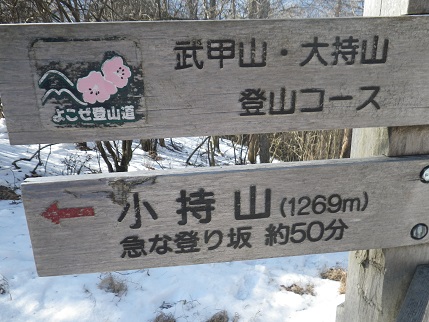 武甲山・大持山
登山コース
よこぜ登山道
小持山(1269m)
急な登り坂 約50分